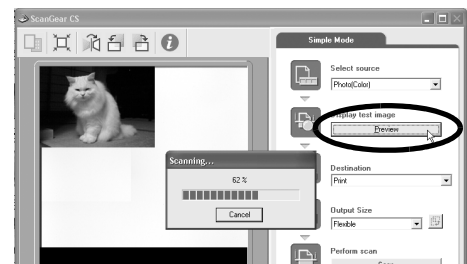 ScanGear CS
Simple Mode
Select source
Photo(Color)
Display test image
Preview
Scanning...
62 %
Cancel
Destination
Print
Output Size
Flexible
Perform scan
Scan